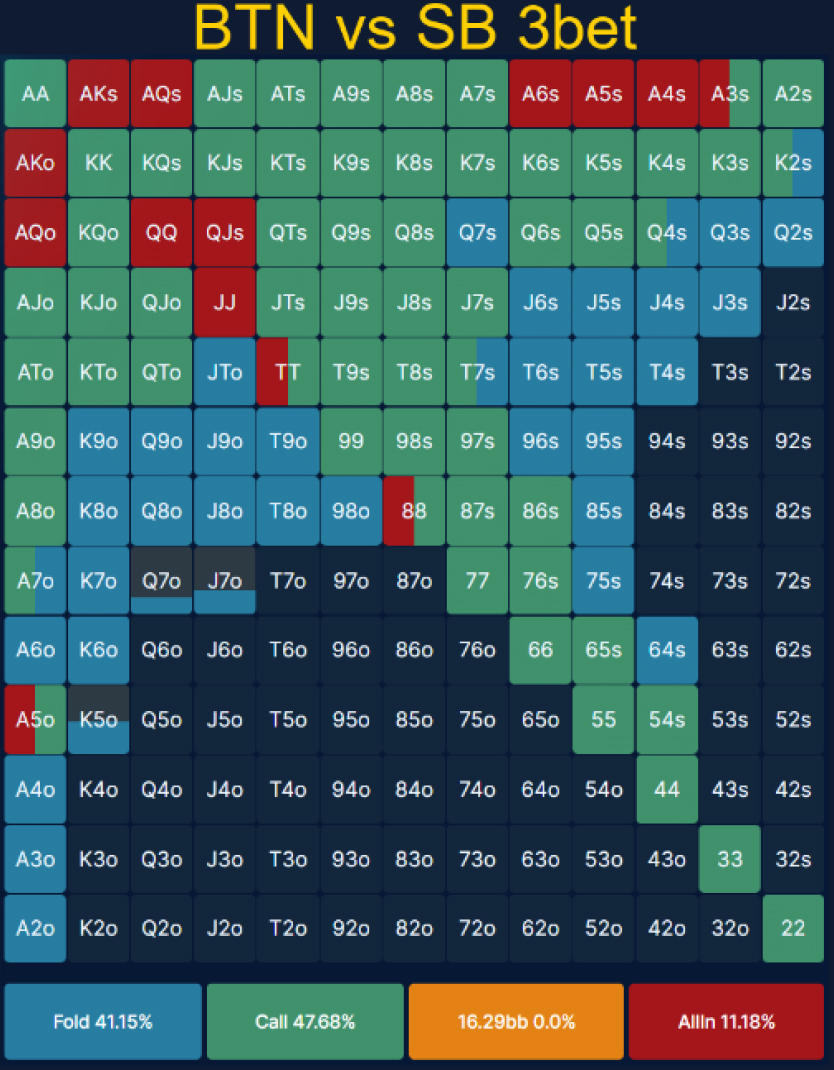 BTN vs SB 3bet
AA AKs AQs AJs ATs A9s A8s A7s A6s A5s A4s A3s A2s
AKo KK KQs KJs KTs K9s K8s K7s K6s K5s K4s K3s K2s
AQo KQo QQ QJs QTs Q9s Q8s Q7s Q6s Q5s Q4s Q3s Q2s
AJo KJo QJo JJ JTs J9s J8s J7s J6s J5s J4s J3s J2s
ATo KTo QTo JTo TT T9s T8s T7s T6s T5s T4s T3s T2s
A9o K9o Q9o J9o T9o 99 98s 97s 96s 95s 94s 93s 92s
A8o K8o Q8o J8o T8o 98o 88 87s 86s 85s 84s 83s 82s
A7o K7o Q7o J7o T7o 97o 87o 77 76s 75s 74s 73s 72s
A6o K6o Q6o J6o T6o 96o 86o 76o 66 65s 64s 63s 62s
A5o K5o Q5o J5o T5o 95o 85o 75o 65o 55 54s 53s 52s
A4o K4o Q4o J4o T4o 94o 84o 74o 64o 54o 44 43s 42s
A3o K3o Q3o J3o T3o 93o 83o 73o 63o 53o 43o 33 32s
A2o K2o Q2o J2o T2o 92o 82o 72o 62o 52o 42o 32o 22
Fold 41.15% Call 47.68% 16.29bb 0.0% AllIn 11.18%